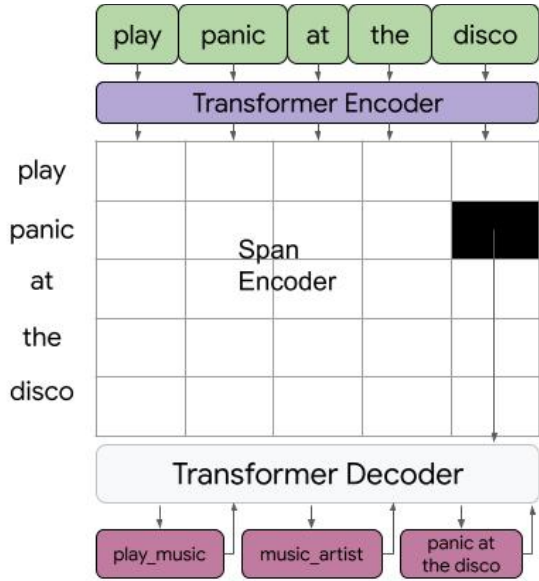 play panic at the disco
Transformer Encoder
play
panic
Span
Encoder
at
the
disco
Transformer Decoder
play_music music_artist panic at
the disco